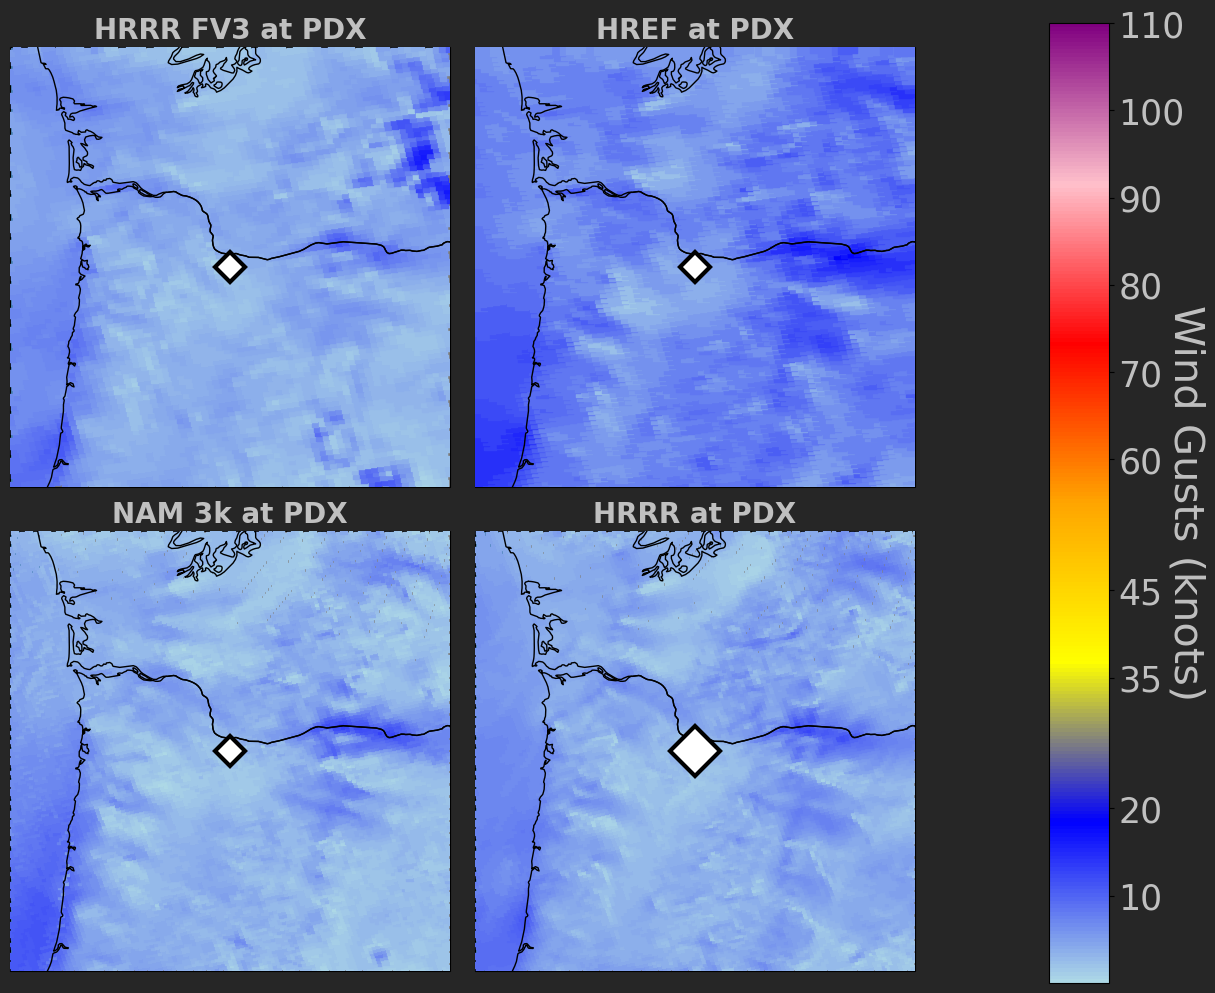 HRRR FV3 at PDX
HREF at PDX
NAM 3k at PDX
HRRR at PDX
110
100
90
80
70
60
45
35
20
10
Wind Gusts (knots)